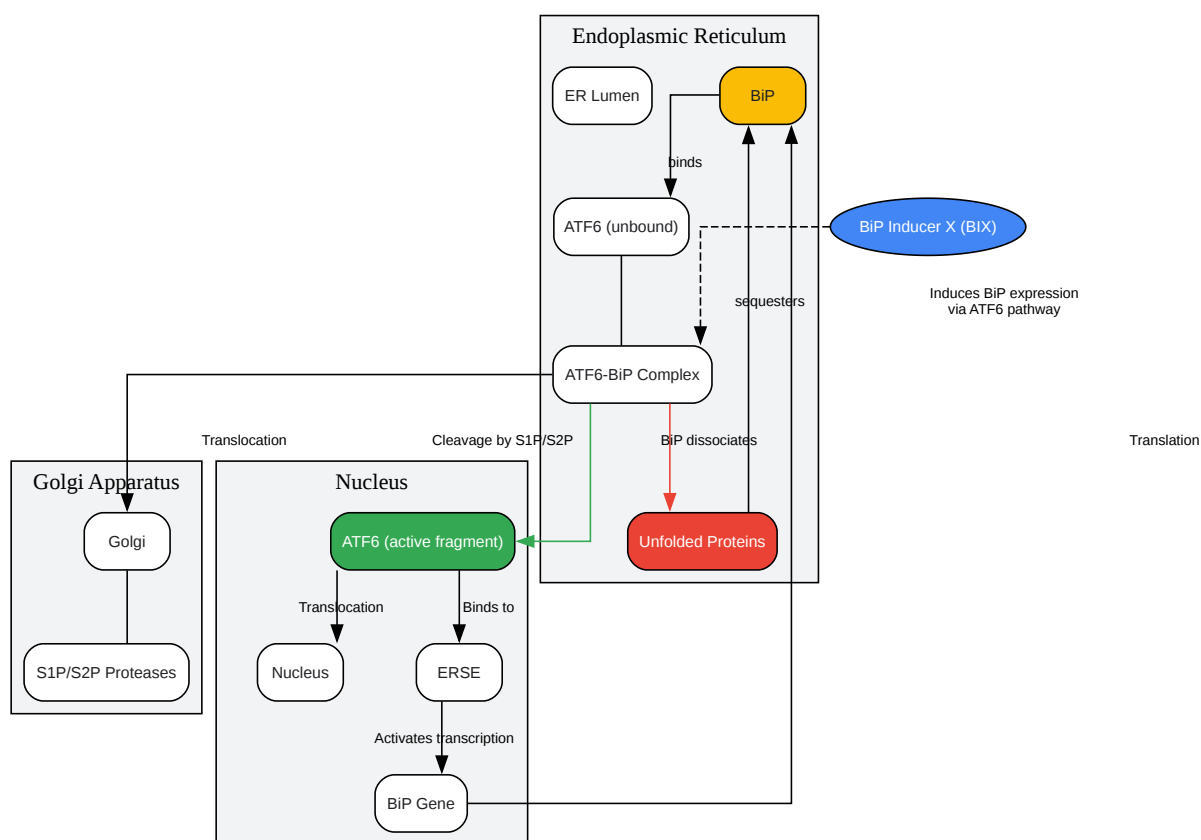 Endoplasmic Reticulum
ER Lumen
BiP
binds
ATF6 (unbound)
BiP Inducer X (BIX)
sequesters
Induces BiP expression
via ATF6 pathway
ATF6-BiP Complex
Translocation
Cleavage by S1P/S2P
BiP dissociates
Translation
Golgi Apparatus
Nucleus
Golgi
ATF6 (active fragment)
Unfolded Proteins
Translocation
Binds to
S1P/S2P Proteases
Nucleus
ERSE
Activates transcription
BiP Gene